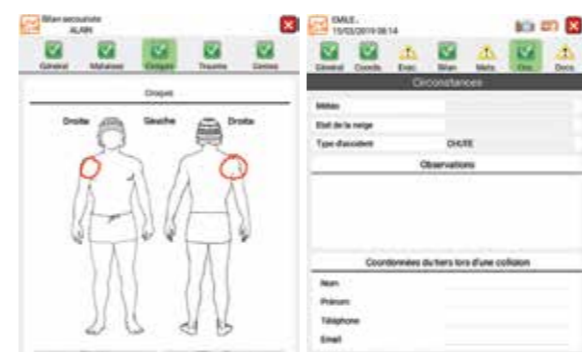 Bilan secouriste
ALAIN
Général Malaises Croquis Trauma Gestes
Croquis
Droite Gauche Droite
EMILE.
15/03/2019 08:14
Général Coords. Evac. Bilan Mats. Circ. Docs.
Circonstances
Météo
Etat de la neige
Type d'accident CHUTE
Observations
Coordonnées du tiers lors d'une collision
Nom
Prénom
Téléphone
Email